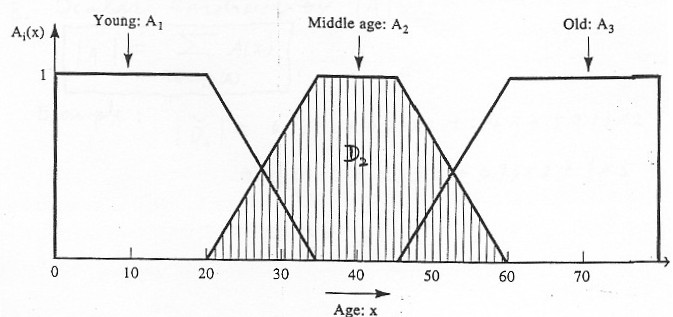 Young: A₁
Middle age: A₂
Old: A₃
Aᵢ(x)
1
D₂
0 10 20 30 40 50 60 70
Age: x